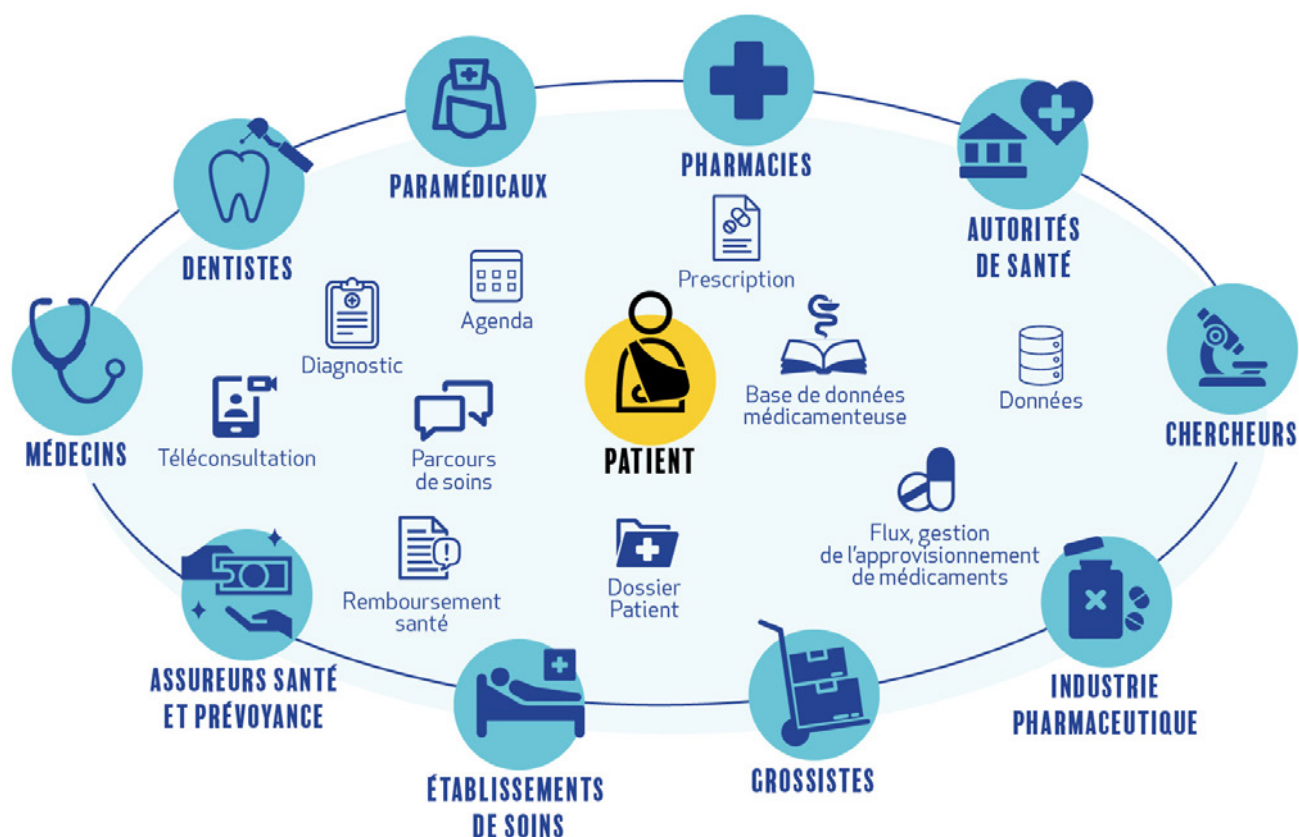 PARAMÉDICAUX
PHARMACIES
DENTISTES
AUTORITÉS
DE SANTÉ
Prescription
Agenda
Diagnostic
Base de données
médicamenteuse
Données
MÉDECINS
CHERCHEURS
Téléconsultation
Parcours
de soins
PATIENT
Flux, gestion
de l'approvisionnement
de médicaments
Remboursement
santé
Dossier
Patient
ASSUREURS SANTÉ
ET PRÉVOYANCE
INDUSTRIE
PHARMACEUTIQUE
ÉTABLISSEMENTS
DE SOINS
GROSSISTES